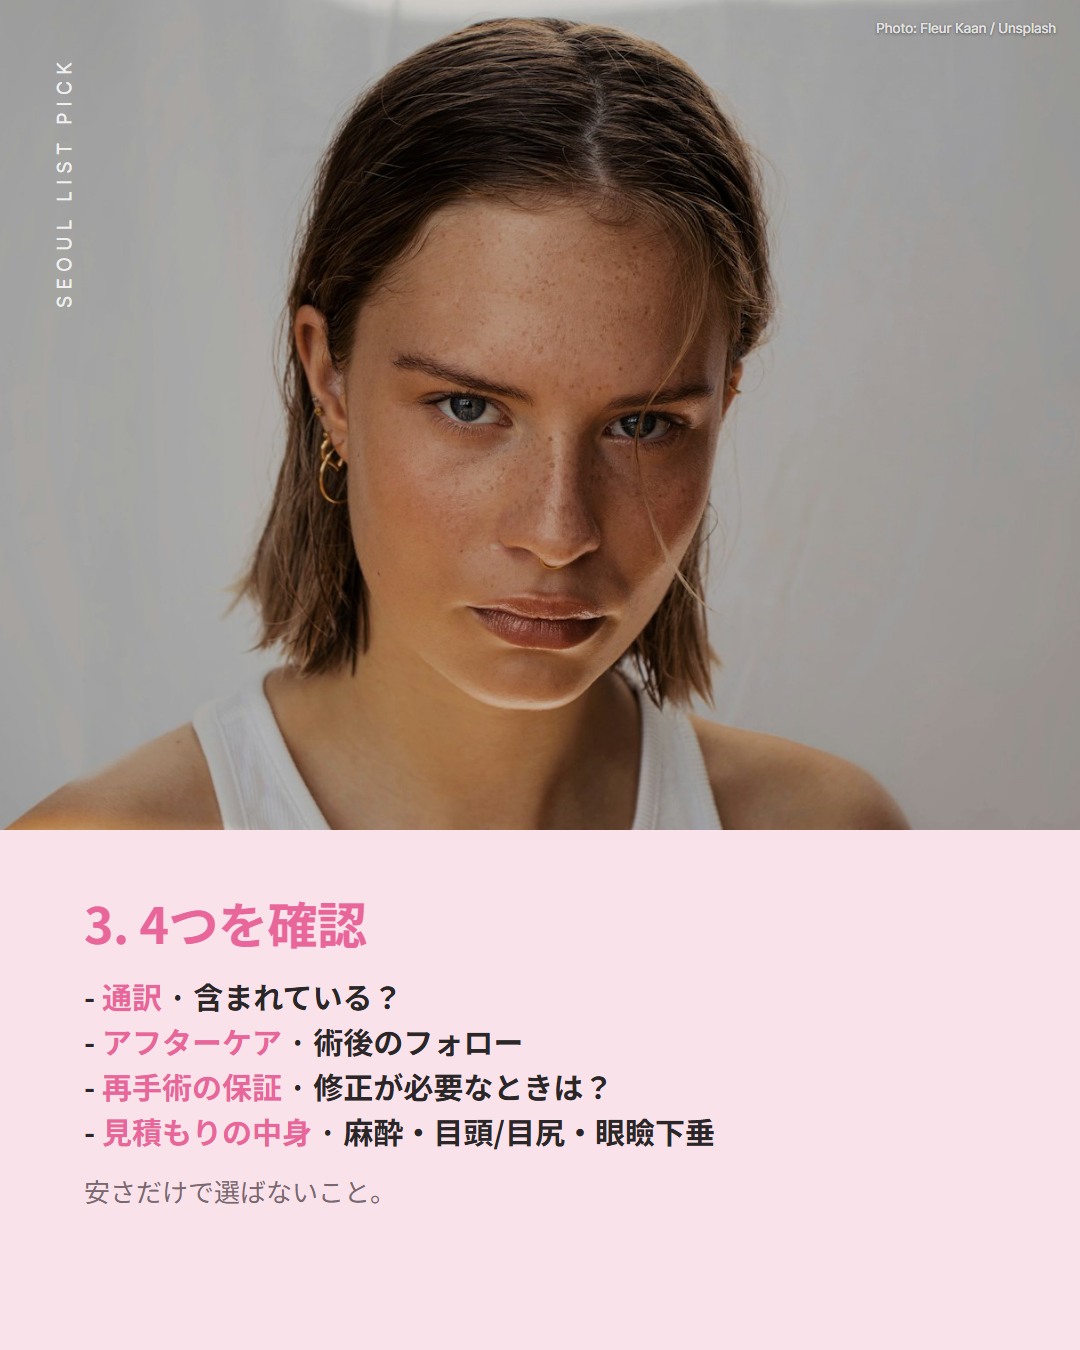 Photo: Fleur Kaan / Unsplash
SEOUL LIST PICK
3. 4つを確認
- 通訳 · 含まれている？
- アフターケア · 術後のフォロー
- 再手術の保証 · 修正が必要なときは？
- 見積もりの中身 · 麻酔・目頭/目尻・眼瞼下垂
安さだけで選ばないこと。